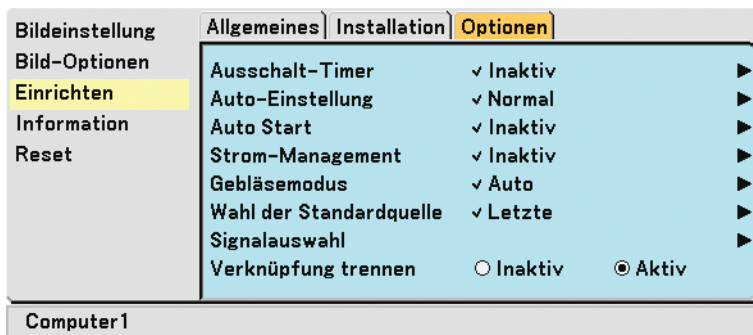 Bildeinstellung
Bild-Optionen
Einrichten
Information
Reset
Allgemeines Installation Optionen
Ausschalt-Timer Inaktiv
Auto-Einstellung Normal
Auto Start Inaktiv
Strom-Management Inaktiv
Gebläsemodus Auto
Wahl der Standardquelle Letzte
Signalauswahl
Verknüpfung trennen Inaktiv Aktiv
Computer1